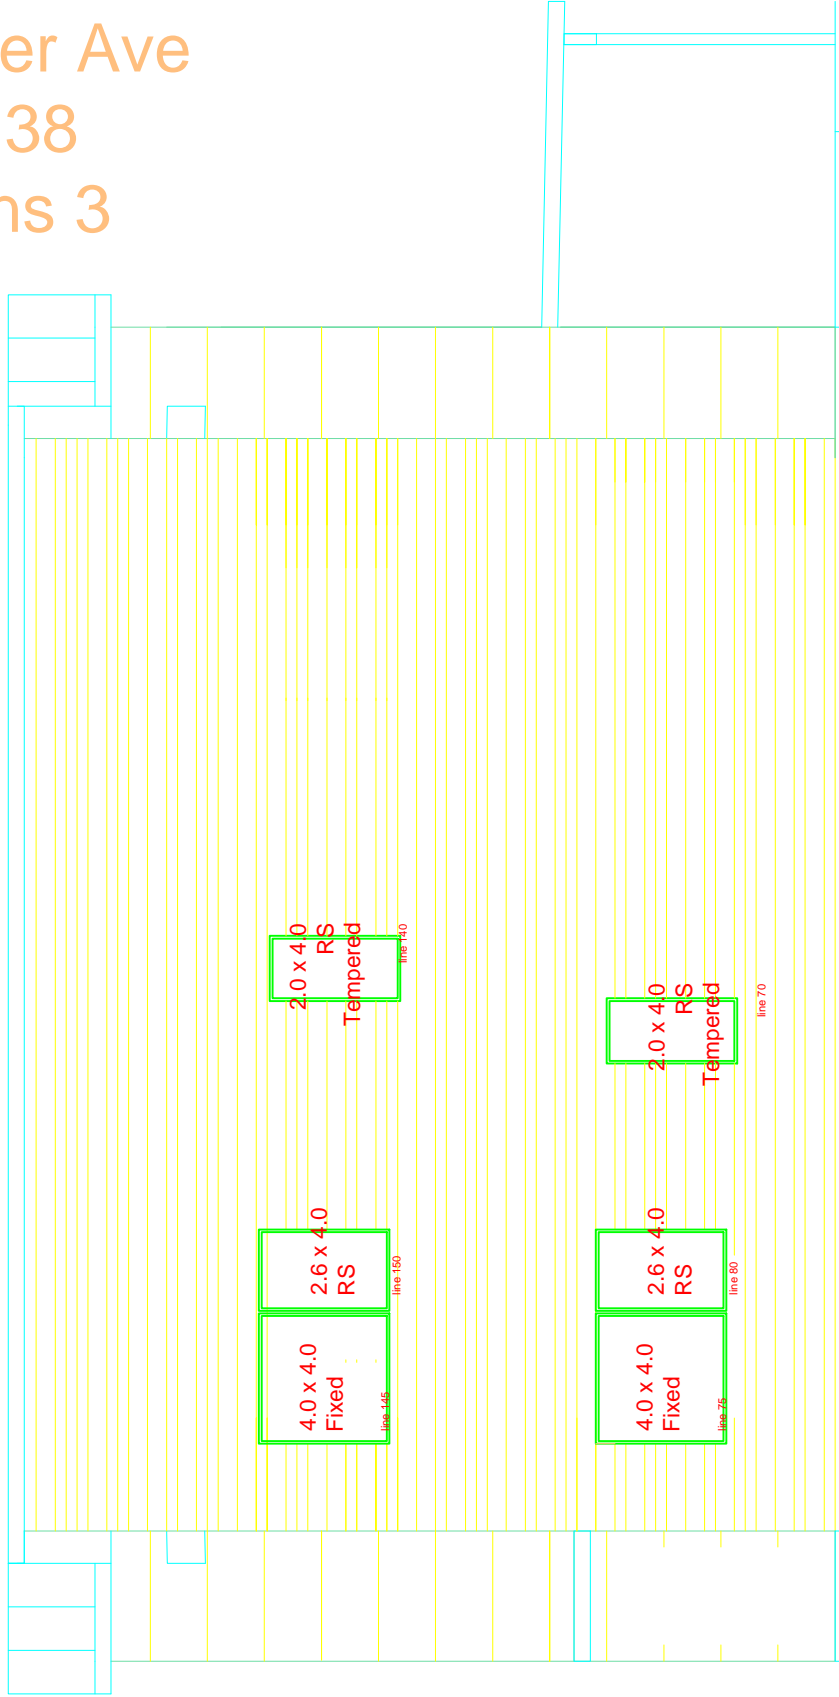 er Ave
38
ns 3
2.0 x 4.0
RS
Tempered
line 140
2.0 x 4.0
RS
Tempered
line 70
2.6 x 4.0
RS
line 150
2.6 x 4.0
RS
line 80
4.0 x 4.0
Fixed
line 145
4.0 x 4.0
Fixed
line 75